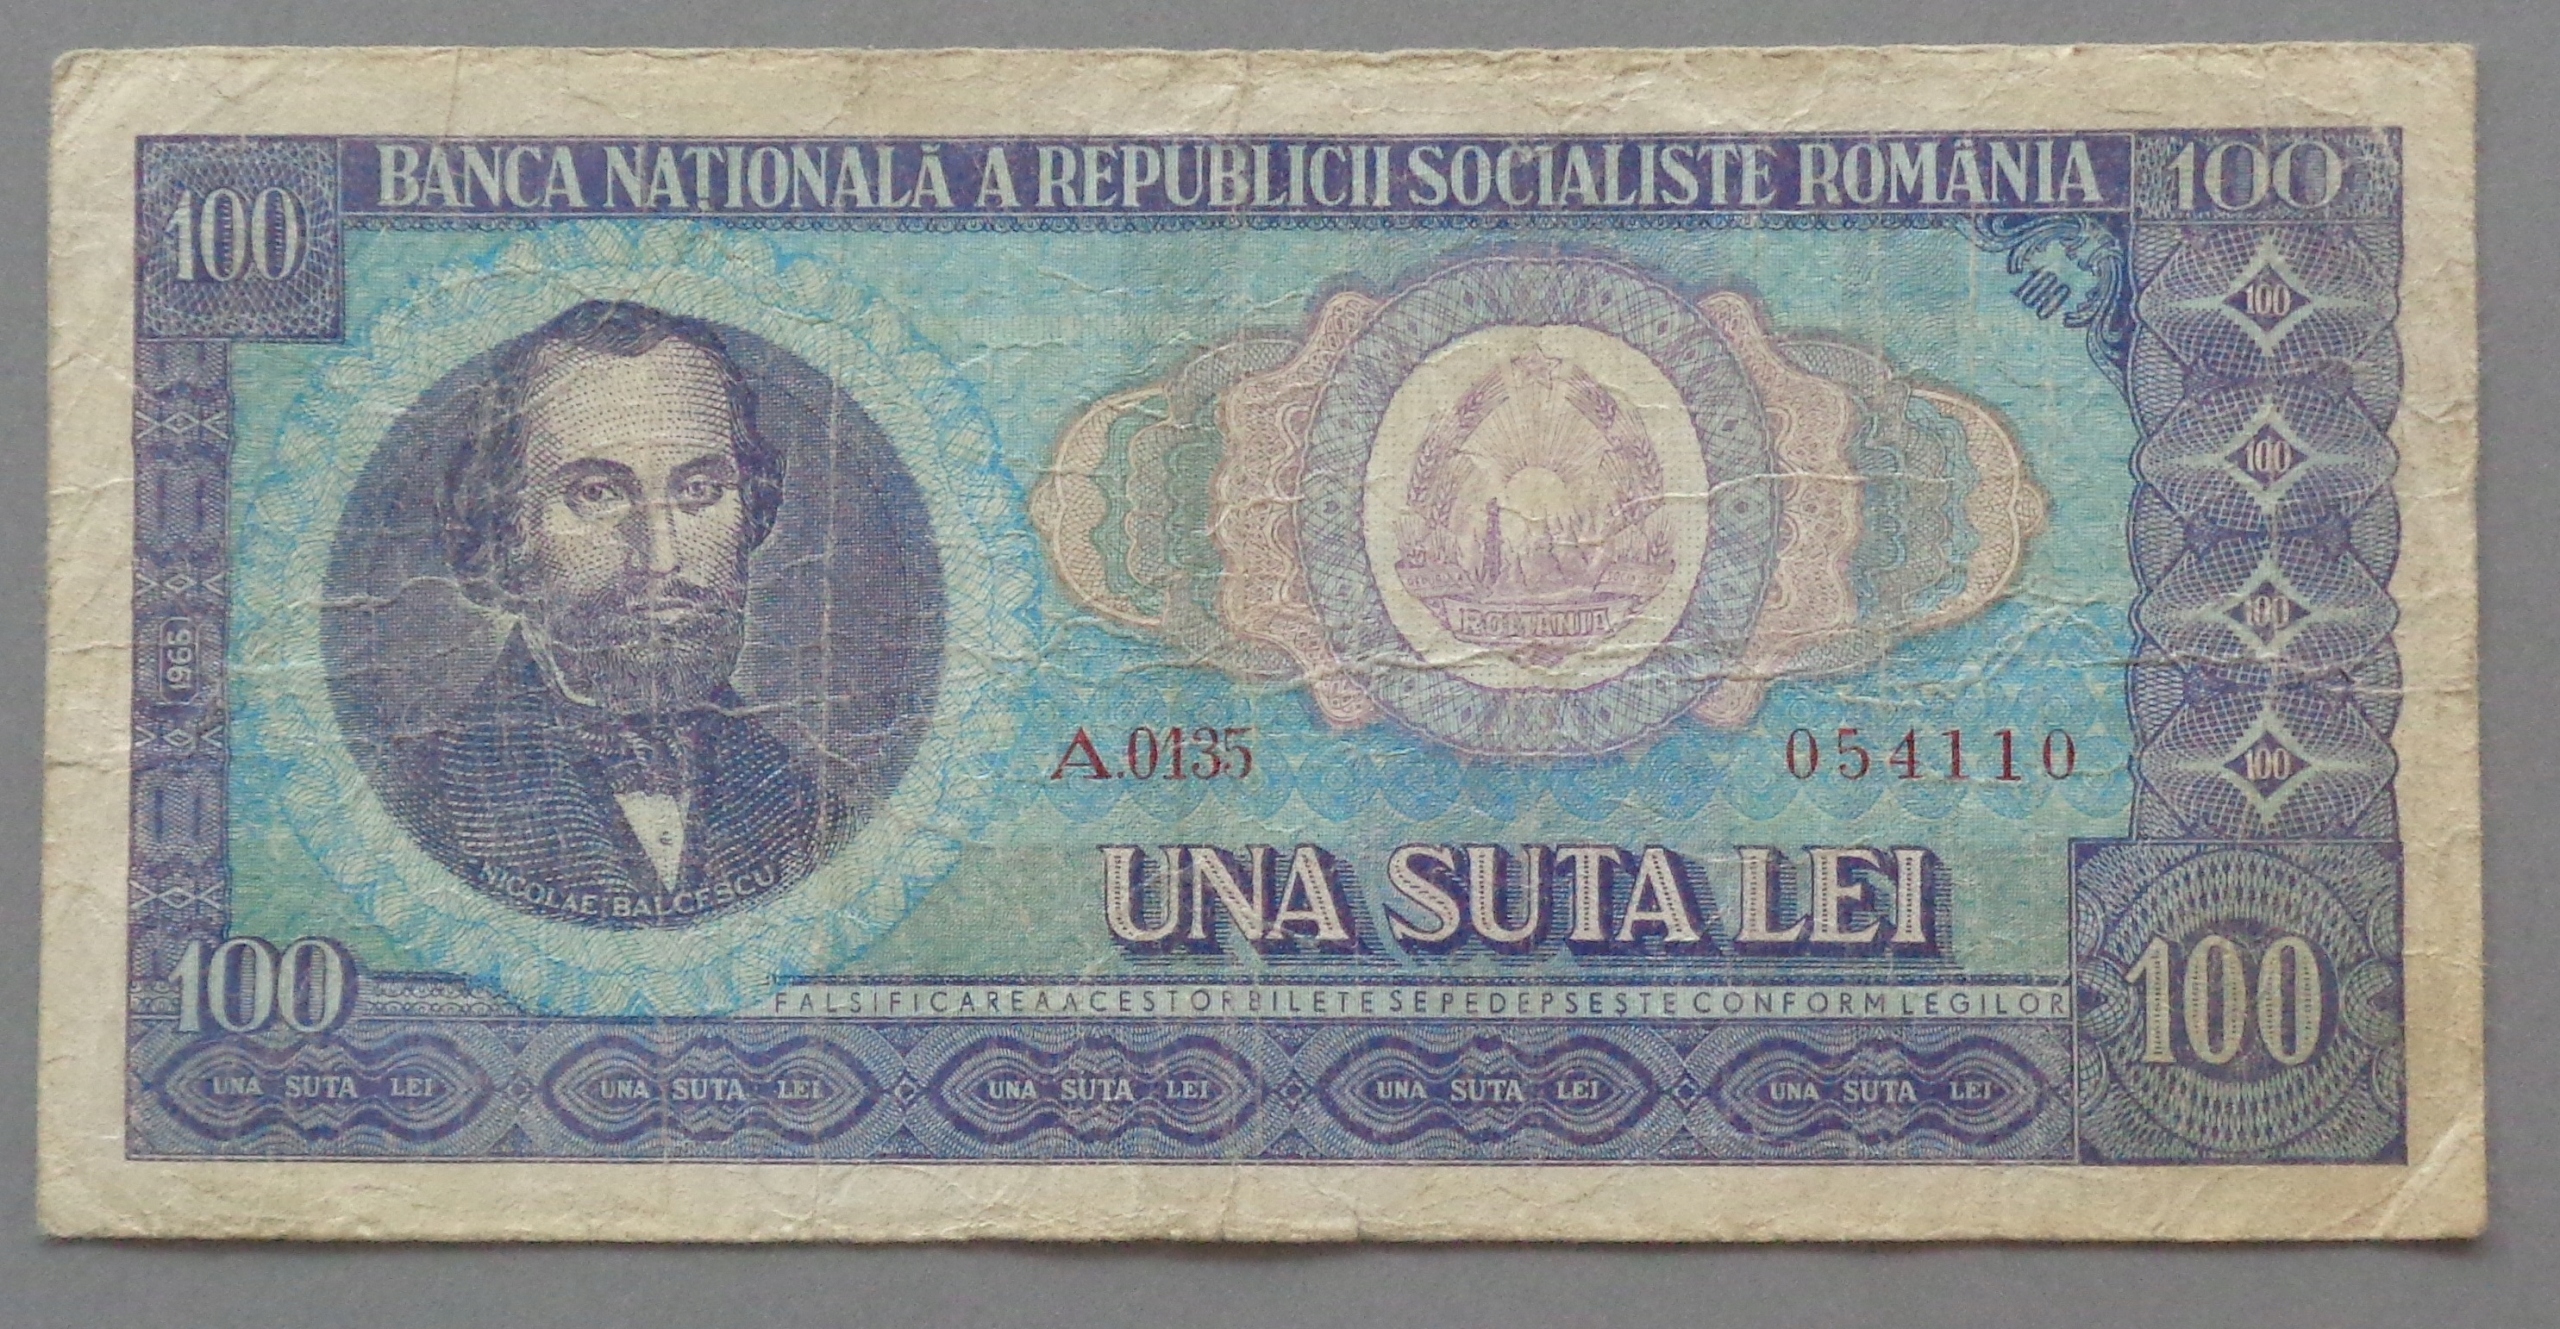 BANCA NAȚIONALĂ A REPUBLICII SOCIALISTE ROMÂNIA
100
100
100
100
100
100
100
100
1966
ROMANIA
A.0135
054110
NICOLAE BALCESCU
UNA SUTA LEI
100
100
FALSIFICAREA ACESTOR BILETE SE PEDEPSEȘTE CONFORM LEGILOR
UNA SUTA LEI UNA SUTA LEI UNA SUTA LEI UNA SUTA LEI UNA SUTA LEI